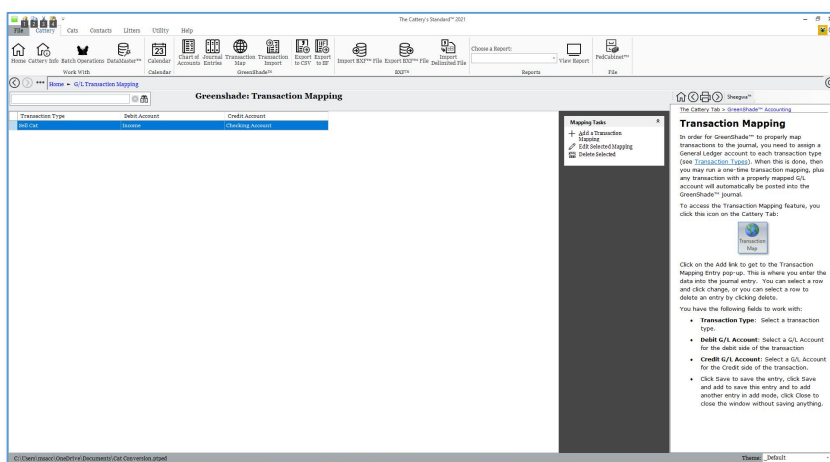 The Cattery's Standard™ 2021
1 2 3 4
File Cattery Cats Contacts Litters Utility Help
Home Cattery Info Batch Operations DataMaster™ Calendar Chart of Accounts Journal Entries Transaction Map Transaction Import Export to CSV Export to IIF Import BXF™ File Export BXF™ File Import Delimited File Choose a Report: View Report PedCabinet™
Work With Calendar GreenShade™ BXF™ Reports File
Home G/L Transaction Mapping
Greenshade: Transaction Mapping
Transaction Type Debit Account Credit Account
Sell Cat Income Checking Account
Mapping Tasks
Add a Transaction
Mapping
Edit Selected Mapping
Delete Selected
Sheegwa™
The Cattery Tab > GreenShade™ Accounting
Transaction Mapping
In order for GreenShade™ to properly map
transactions to the journal, you need to assign a
General Ledger account to each transaction type
(see Transaction Types). When this is done, then
you may run a one-time transaction mapping, plus
any transaction with a properly mapped G/L
account will automatically be posted into the
GreenShade™ journal.
To access the Transaction Mapping feature, you
click this icon on the Cattery Tab:
Transaction
Map
Click on the Add link to get to the Transaction
Mapping Entry pop-up. This is where you enter the
data into the journal entry. You can select a row
and click change, or you can select a row to
delete an entry by clicking delete.
You have the following fields to work with:
• Transaction Type: Select a transaction
type.
• Debit G/L Account: Select a G/L Account
for the debit side of the transaction
• Credit G/L Account: Select a G/L Account
for the Credit side of the transaction.
• Click Save to save the entry, click Save
and add to save this entry and to add
another entry in add mode, click Close to
close the window without saving anything.
C:\Users\msacc\OneDrive\Documents\Cat Conversion.ptped
Theme: _Default